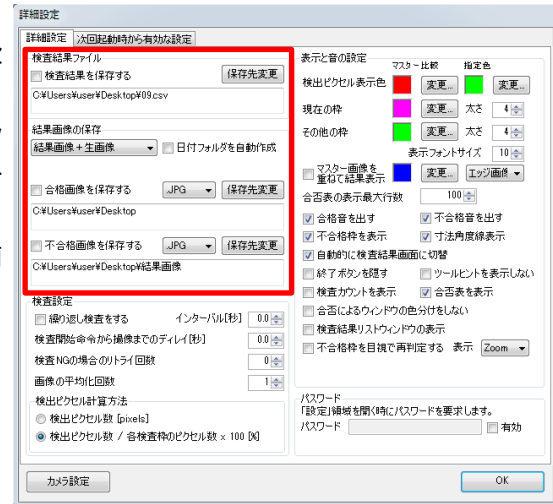 詳細設定
詳細設定 次回起動時から有効な設定
検査結果ファイル
検査結果を保存する 保存先変更
C:¥Users¥user¥Desktop¥09.csv
結果画像の保存
結果画像+生画像 日付フォルダを自動作成
合格画像を保存する JPG 保存先変更
C:¥Users¥user¥Desktop
不合格画像を保存する JPG 保存先変更
C:¥Users¥user¥Desktop¥結果画像
検査設定
繰り返し検査をする インターバル[秒] 0.0
検査開始命令から撮像までのディレイ[秒] 0.0
検査NGの場合のリトライ回数 0
画像の平均化回数 1
検出ピクセル計算方法
検出ピクセル数 [pixels]
検出ピクセル数 / 各検査枠のピクセル数 x 100 [%]
カメラ設定
表示と音の設定
マスター比較 指定色
検出ピクセル表示色 変更... 変更...
現在の枠 変更... 太さ 4
その他の枠 変更... 太さ 4
表示フォントサイズ 10
マスター画像を
重ねて結果表示 変更... エッジ画像
合否表の表示最大行数 100
合格音を出す 不合格音を出す
不合格枠を表示 寸法角度線表示
自動的に検査結果画面に切替
終了ボタンを隠す ツールヒントを表示しない
検査カウントを表示 合否表を表示
合否によるウィンドウの色分けをしない
検査結果リストウィンドウの表示
不合格枠を目視で再判定する 表示 Zoom
パスワード
「設定」領域を開く時にパスワードを要求します。
パスワード 有効
OK